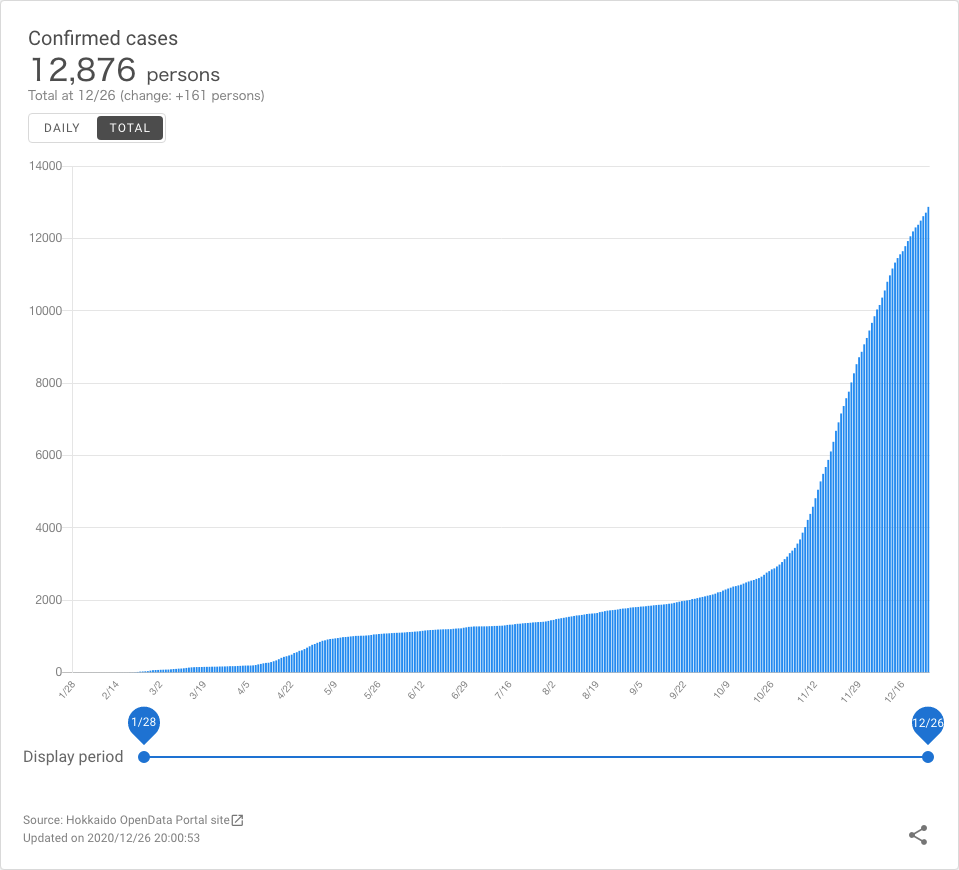 Confirmed cases
12,876 persons
Total at 12/26 (change: +161 persons)
DAILY TOTAL
14000
12000
10000
8000
6000
4000
2000
0
1/28 2/14 3/2 3/19 4/5 4/22 5/9 5/26 6/12 6/29 7/16 8/2 8/19 9/5 9/22 10/9 10/26 11/12 11/29 12/16
1/28 12/26
Display period
Source: Hokkaido OpenData Portal site
Updated on 2020/12/26 20:00:53